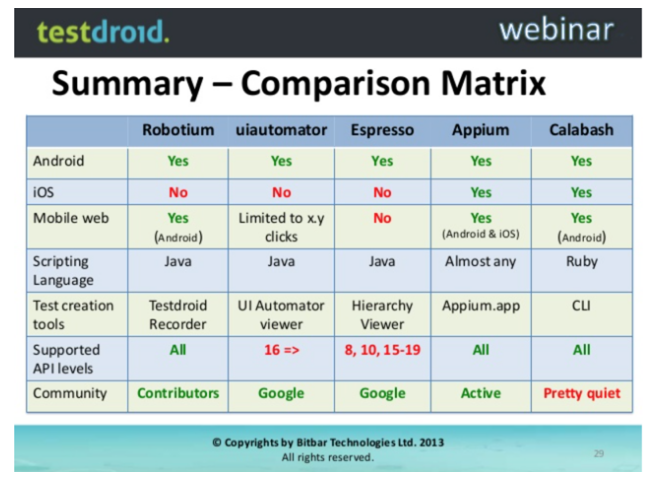 testdroid.
webinar
Summary – Comparison Matrix
Robotium uiautomator Espresso Appium Calabash
Android Yes Yes Yes Yes Yes
iOS No No No Yes Yes
Mobile web Yes (Android) Limited to x.y clicks No Yes (Android & iOS) Yes (Android)
Scripting Language Java Java Java Almost any Ruby
Test creation tools Testdroid Recorder UI Automator viewer Hierarchy Viewer Appium.app CLI
Supported API levels All 16 => 8, 10, 15-19 All All
Community Contributors Google Google Active Pretty quiet
© Copyrights by Bitbar Technologies Ltd. 2013
All rights reserved.
29